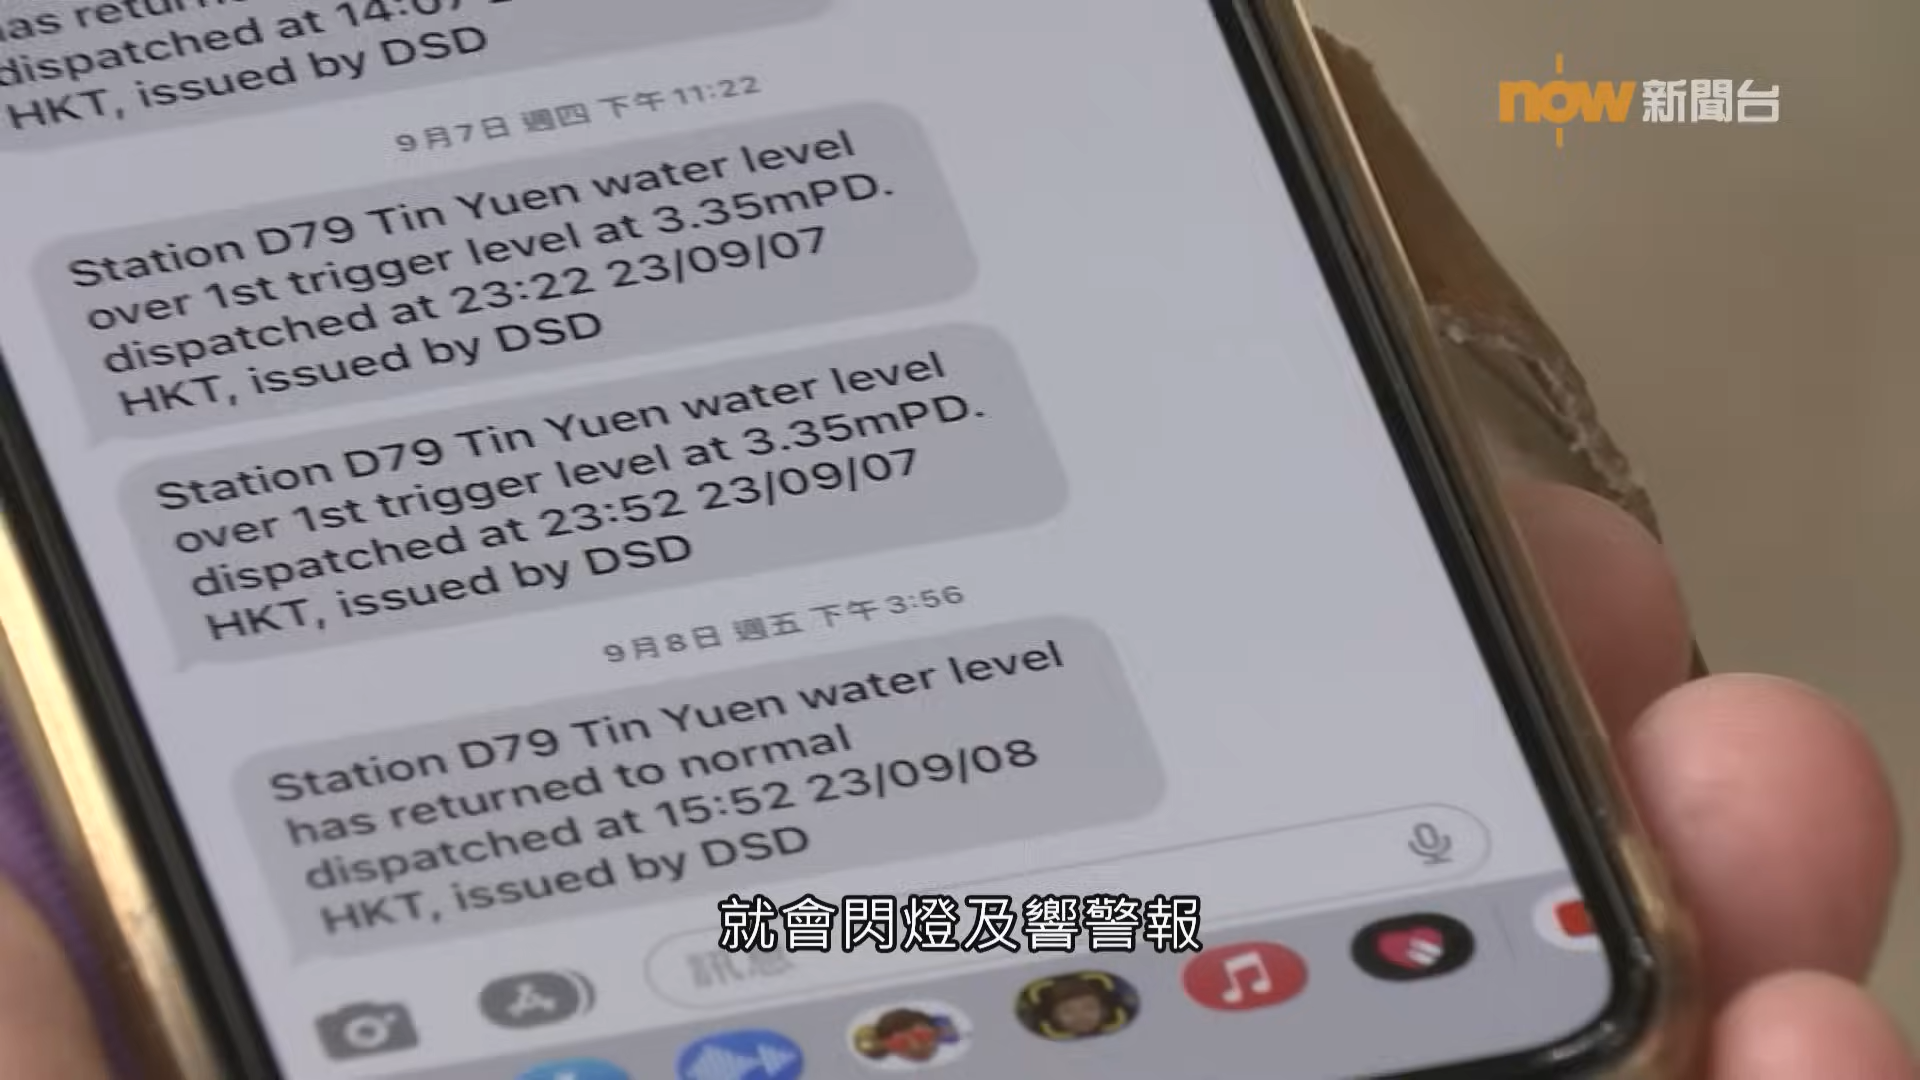 has
dispatched at 14:07
HKT, issued by DSD
now 新聞台
9月7日 週四 下午11:22
Station D79 Tin Yuen water level
over 1st trigger level at 3.35mPD.
dispatched at 23:22 23/09/07
HKT, issued by DSD
Station D79 Tin Yuen water level
over 1st trigger level at 3.35mPD.
dispatched at 23:52 23/09/07
HKT, issued by DSD
9月8日 週五 下午3:56
Station D79 Tin Yuen water level
has returned to normal
dispatched at 15:52 23/09/08
HKT, issued by DSD
就會閃燈及響警報
訊息